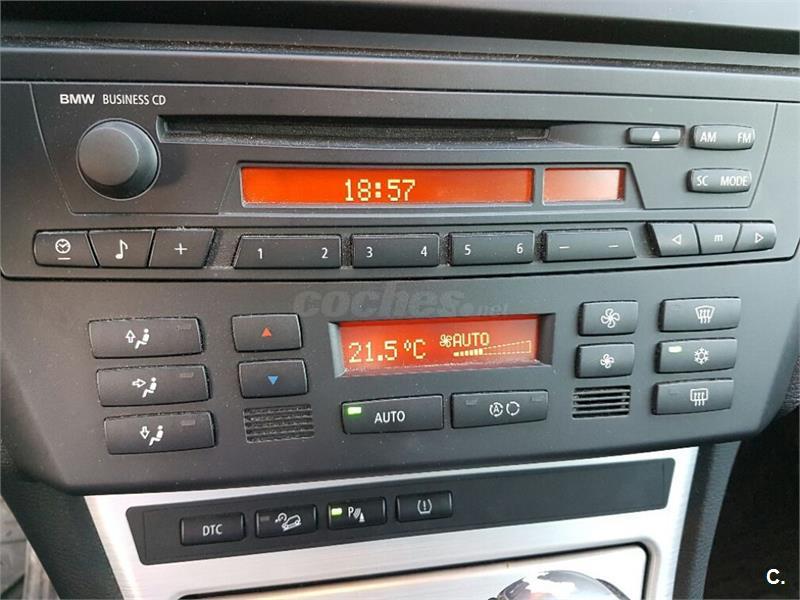 BMW BUSINESS CD
AM FM
18:57
SC MODE
1 2 3 4 5 6 m
coches.net
21.5°C AUTO
AUTO
A
DTC P
C.